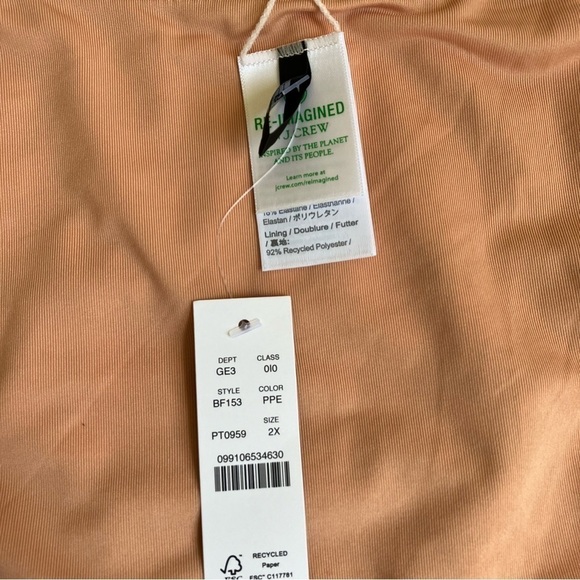 RE-IMAGINED
J.CREW
INSPIRED BY THE PLANET
AND ITS PEOPLE.
Learn more at
jcrew.com/reimagined
Elastane / Elasthanne /
Elastan / ポリウレタン
Lining / Doublure / Futter
/ 裏地:
92% Recycled Polyester /
DEPT CLASS
GE3 0I0
STYLE COLOR
BF153 PPE
SIZE
PT0959 2X
099106534630
RECYCLED
Paper
FSC FSC® C117781